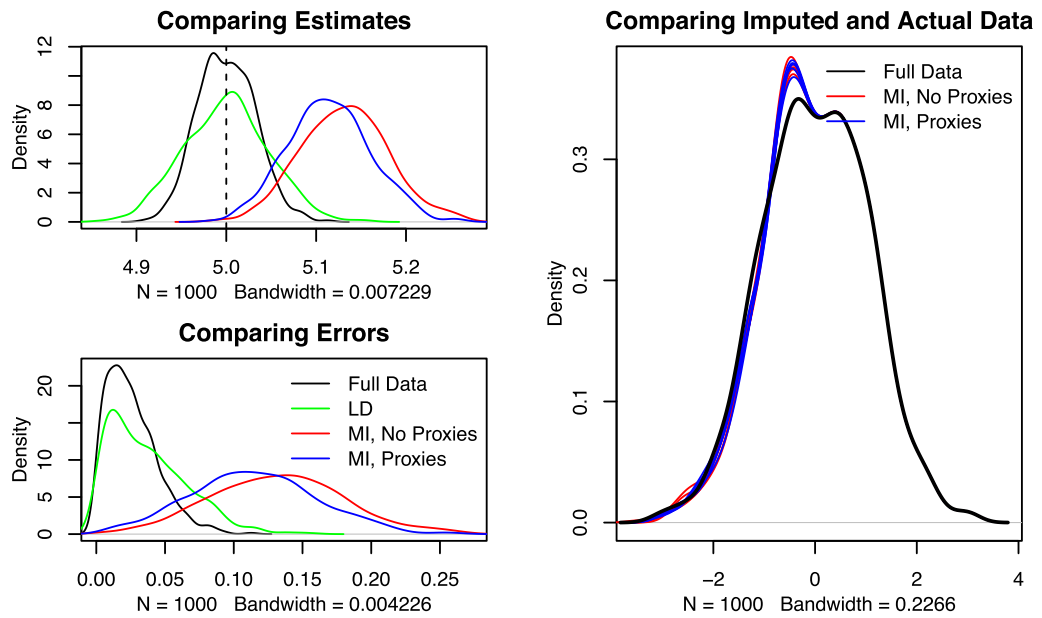 Comparing Estimates
Density
0
2
4
6
8
12
4.9
5.0
5.1
5.2
N = 1000   Bandwidth = 0.007229
Comparing Errors
Density
0
5
10
20
Full Data
LD
MI, No Proxies
MI, Proxies
0.00
0.05
0.10
0.15
0.20
0.25
N = 1000   Bandwidth = 0.004226
Comparing Imputed and Actual Data
Density
0.0
0.1
0.2
0.3
Full Data
MI, No Proxies
MI, Proxies
−2
0
2
4
N = 1000   Bandwidth = 0.2266